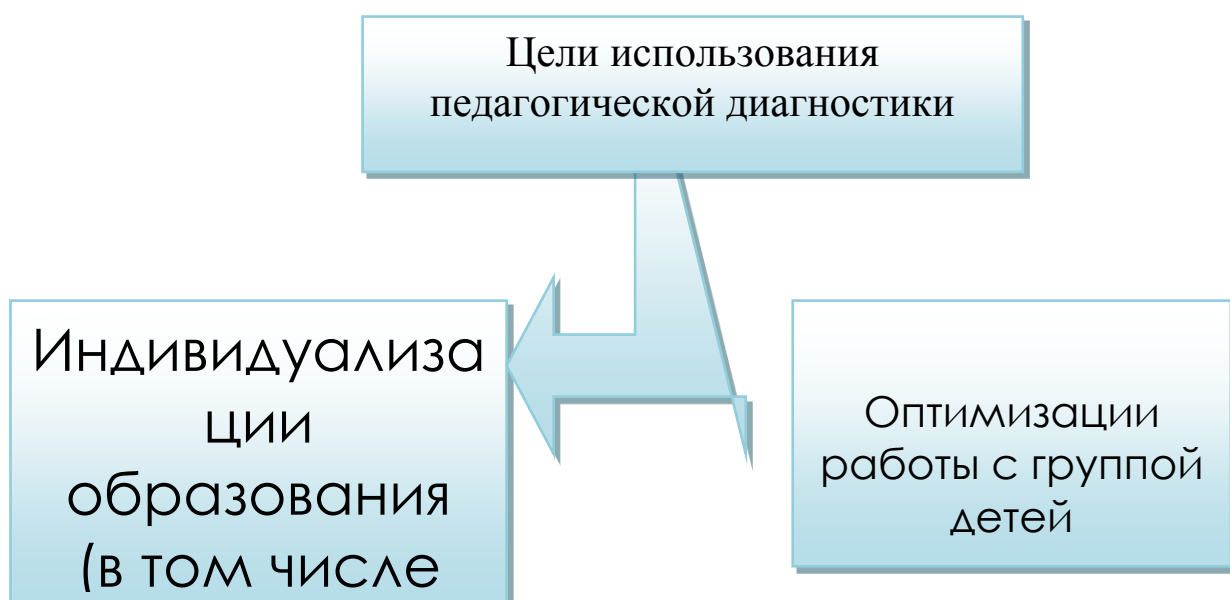 Цели использования
педагогической диагностики
Индивидуализа
ции
образования
(в том числе
Оптимизации
работы с группой
детей